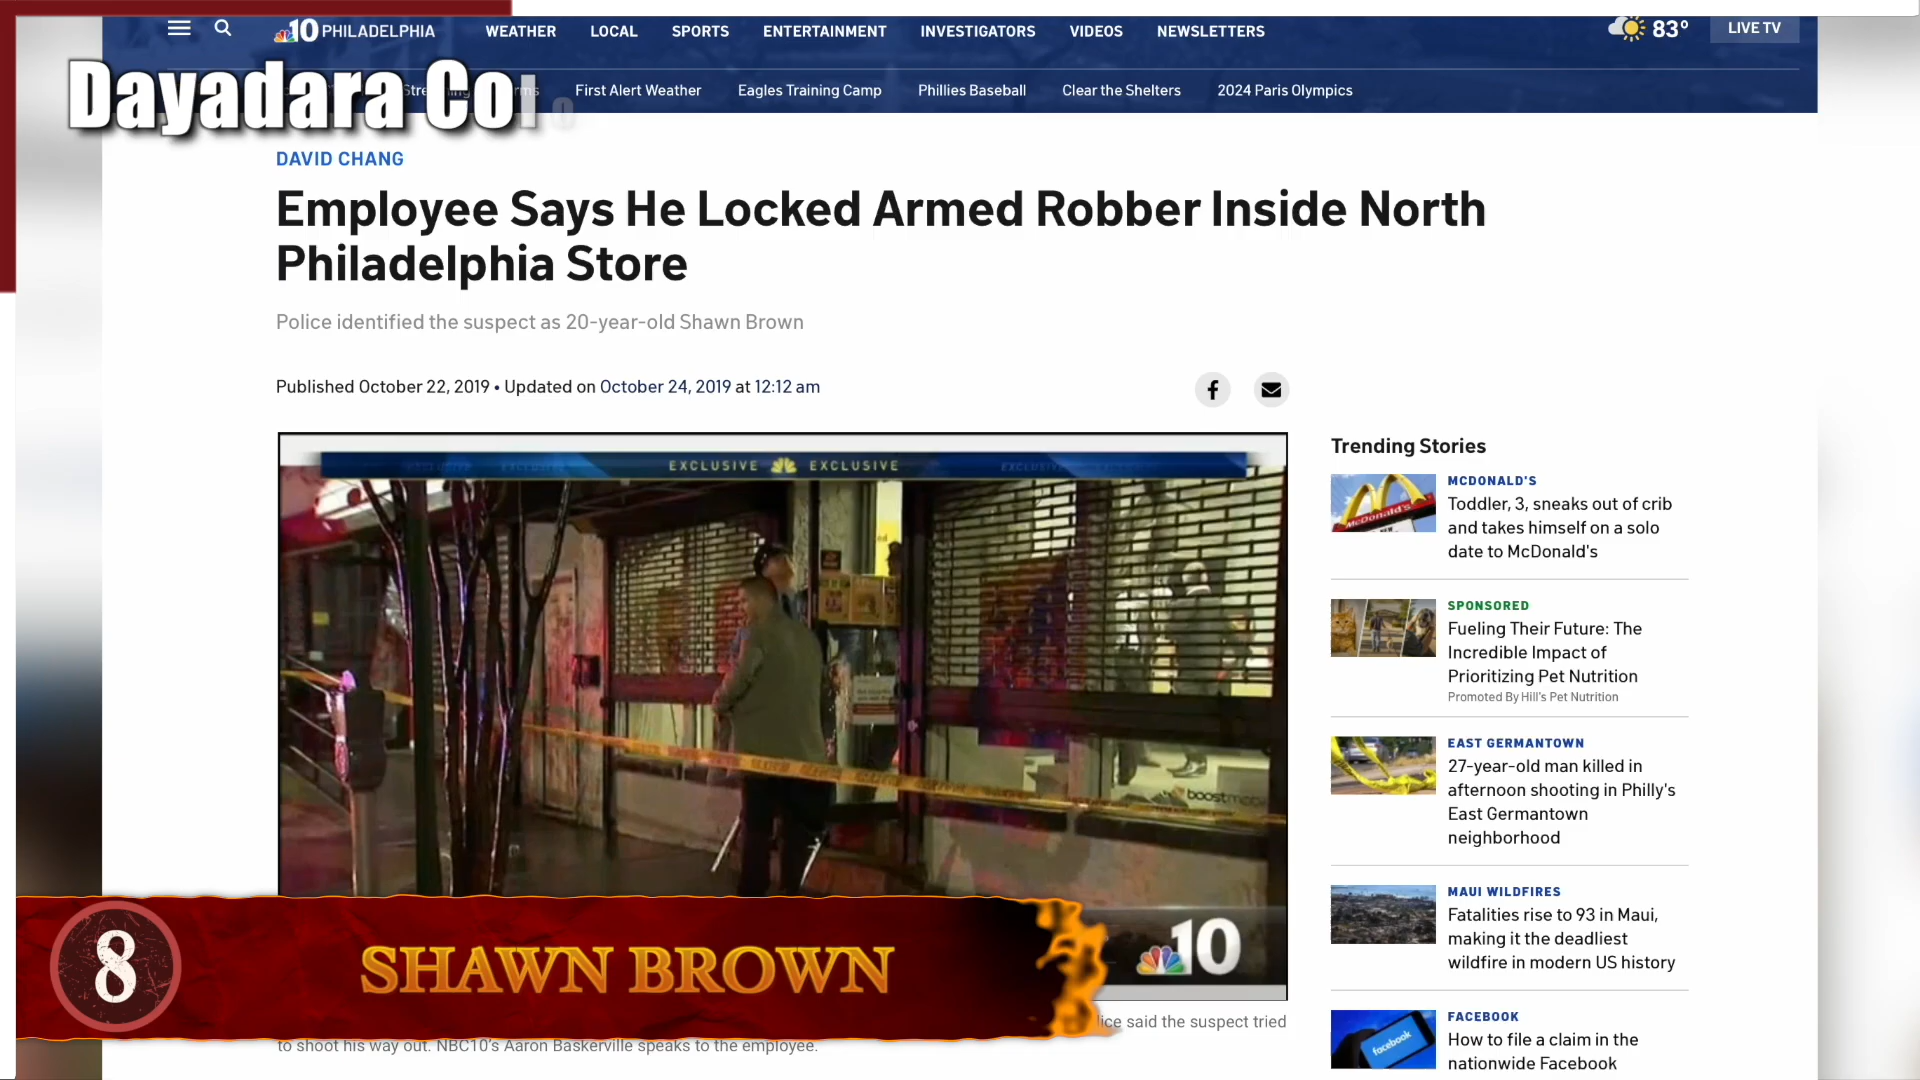 10 PHILADELPHIA
WEATHER LOCAL SPORTS ENTERTAINMENT INVESTIGATORS VIDEOS NEWSLETTERS
83°
LIVE TV
Dayadara Co
First Alert Weather Eagles Training Camp Phillies Baseball Clear the Shelters 2024 Paris Olympics
DAVID CHANG
Employee Says He Locked Armed Robber Inside North
Philadelphia Store
Police identified the suspect as 20-year-old Shawn Brown
Published October 22, 2019 • Updated on October 24, 2019 at 12:12 am
EXCLUSIVE EXCLUSIVE
boost
10
8
SHAWN BROWN
said the suspect tried
to shoot his way out. NBC10's Aaron Baskerville speaks to the employee.
Trending Stories
MCDONALD'S
Toddler, 3, sneaks out of crib
and takes himself on a solo
date to McDonald's
McDonald's
SPONSORED
Fueling Their Future: The
Incredible Impact of
Prioritizing Pet Nutrition
Promoted By Hill's Pet Nutrition
EAST GERMANTOWN
27-year-old man killed in
afternoon shooting in Philly's
East Germantown
neighborhood
MAUI WILDFIRES
Fatalities rise to 93 in Maui,
making it the deadliest
wildfire in modern US history
FACEBOOK
How to file a claim in the
nationwide Facebook
facebook